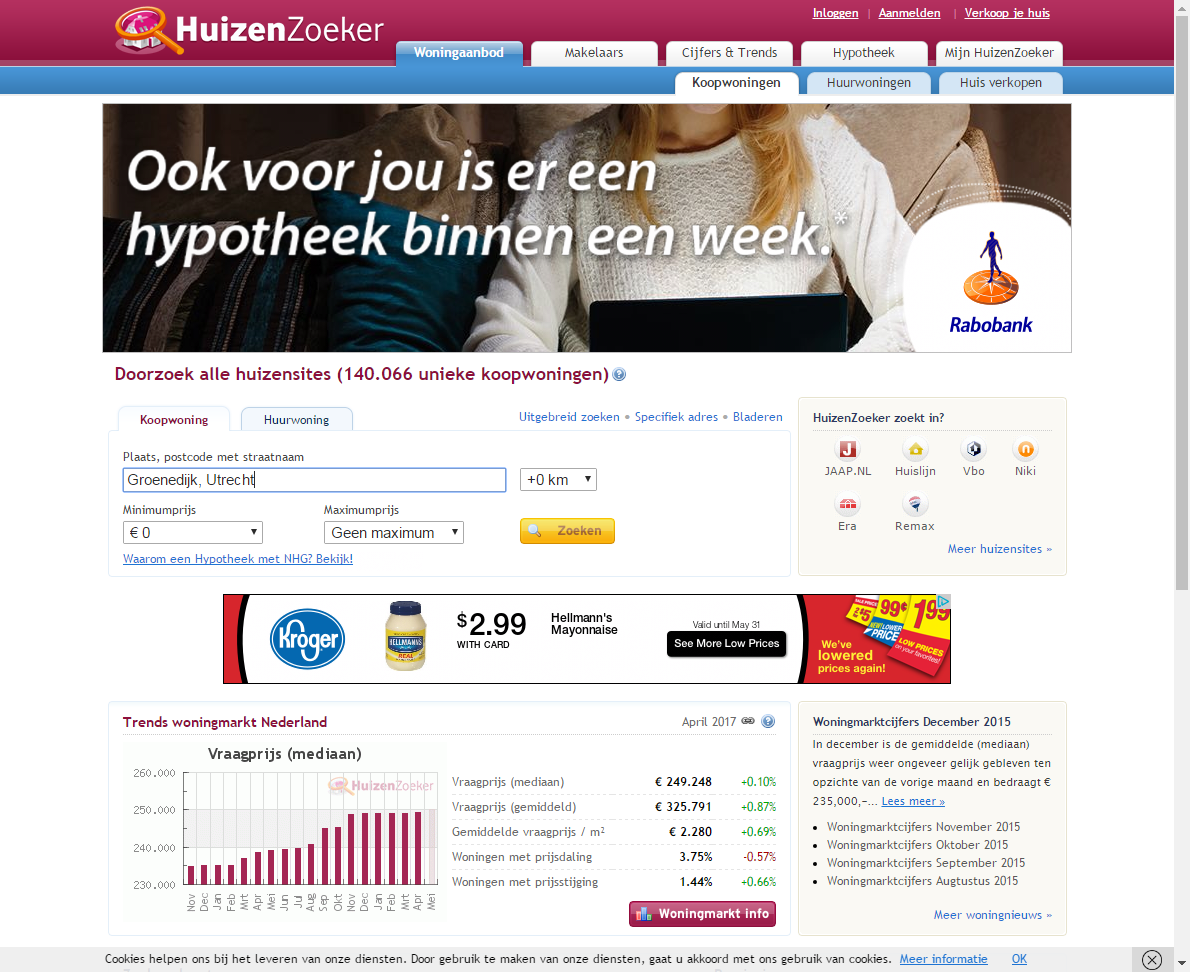 Inloggen | Aanmelden | Verkoop je huis
HuizenZoeker
Woningaanbod Makelaars Cijfers & Trends Hypotheek Mijn HuizenZoeker
Koopwoningen Huurwoningen Huis verkopen
Ook voor jou is er een
hypotheek binnen een week.*
Rabobank
Doorzoek alle huizensites (140.066 unieke koopwoningen) ?
Koopwoning Huurwoning
Uitgebreid zoeken • Specifiek adres • Bladeren
Plaats, postcode met straatnaam
Groenedijk, Utrecht +0 km
Minimumprijs Maximumprijs
€ 0 Geen maximum Zoeken
Waarom een Hypotheek met NHG? Bekijk!
HuizenZoeker zoekt in?
JAAP.NL Huislijn Vbo Niki
Era Remax
Meer huizensites »
Kroger
HELLMANN'S
REAL
$2.99
WITH CARD
Hellmann's
Mayonnaise
Valid until May 31
See More Low Prices
We've
lowered
prices again!
2/$5
99¢
1.99
NEW! LOWER
PRICE
LOW PRICES
on your favorites!
Trends woningmarkt Nederland April 2017 ?
Vraagprijs (mediaan)
HuizenZoeker
260.000
250.000
240.000
230.000
Nov Dec Jan Feb Mrt Apr Mei Jun Jul Aug Sep Okt Nov Dec Jan Feb Mrt Apr Mei
Vraagprijs (mediaan) € 249.248 +0.10%
Vraagprijs (gemiddeld) € 325.791 +0.87%
Gemiddelde vraagprijs / m² € 2.280 +0.69%
Woningen met prijsdaling 3.75% -0.57%
Woningen met prijsstijging 1.44% +0.66%
Woningmarkt info
Woningmarktcijfers December 2015
In december is de gemiddelde (mediaan)
vraagprijs weer ongeveer gelijk gebleven ten
opzichte van de vorige maand en bedraagt €
235,000,-... Lees meer »
• Woningmarktcijfers November 2015
• Woningmarktcijfers Oktober 2015
• Woningmarktcijfers September 2015
• Woningmarktcijfers Augtustus 2015
Meer woningnieuws »
Cookies helpen ons bij het leveren van onze diensten. Door gebruik te maken van onze diensten, gaat u akkoord met ons gebruik van cookies. Meer informatie OK